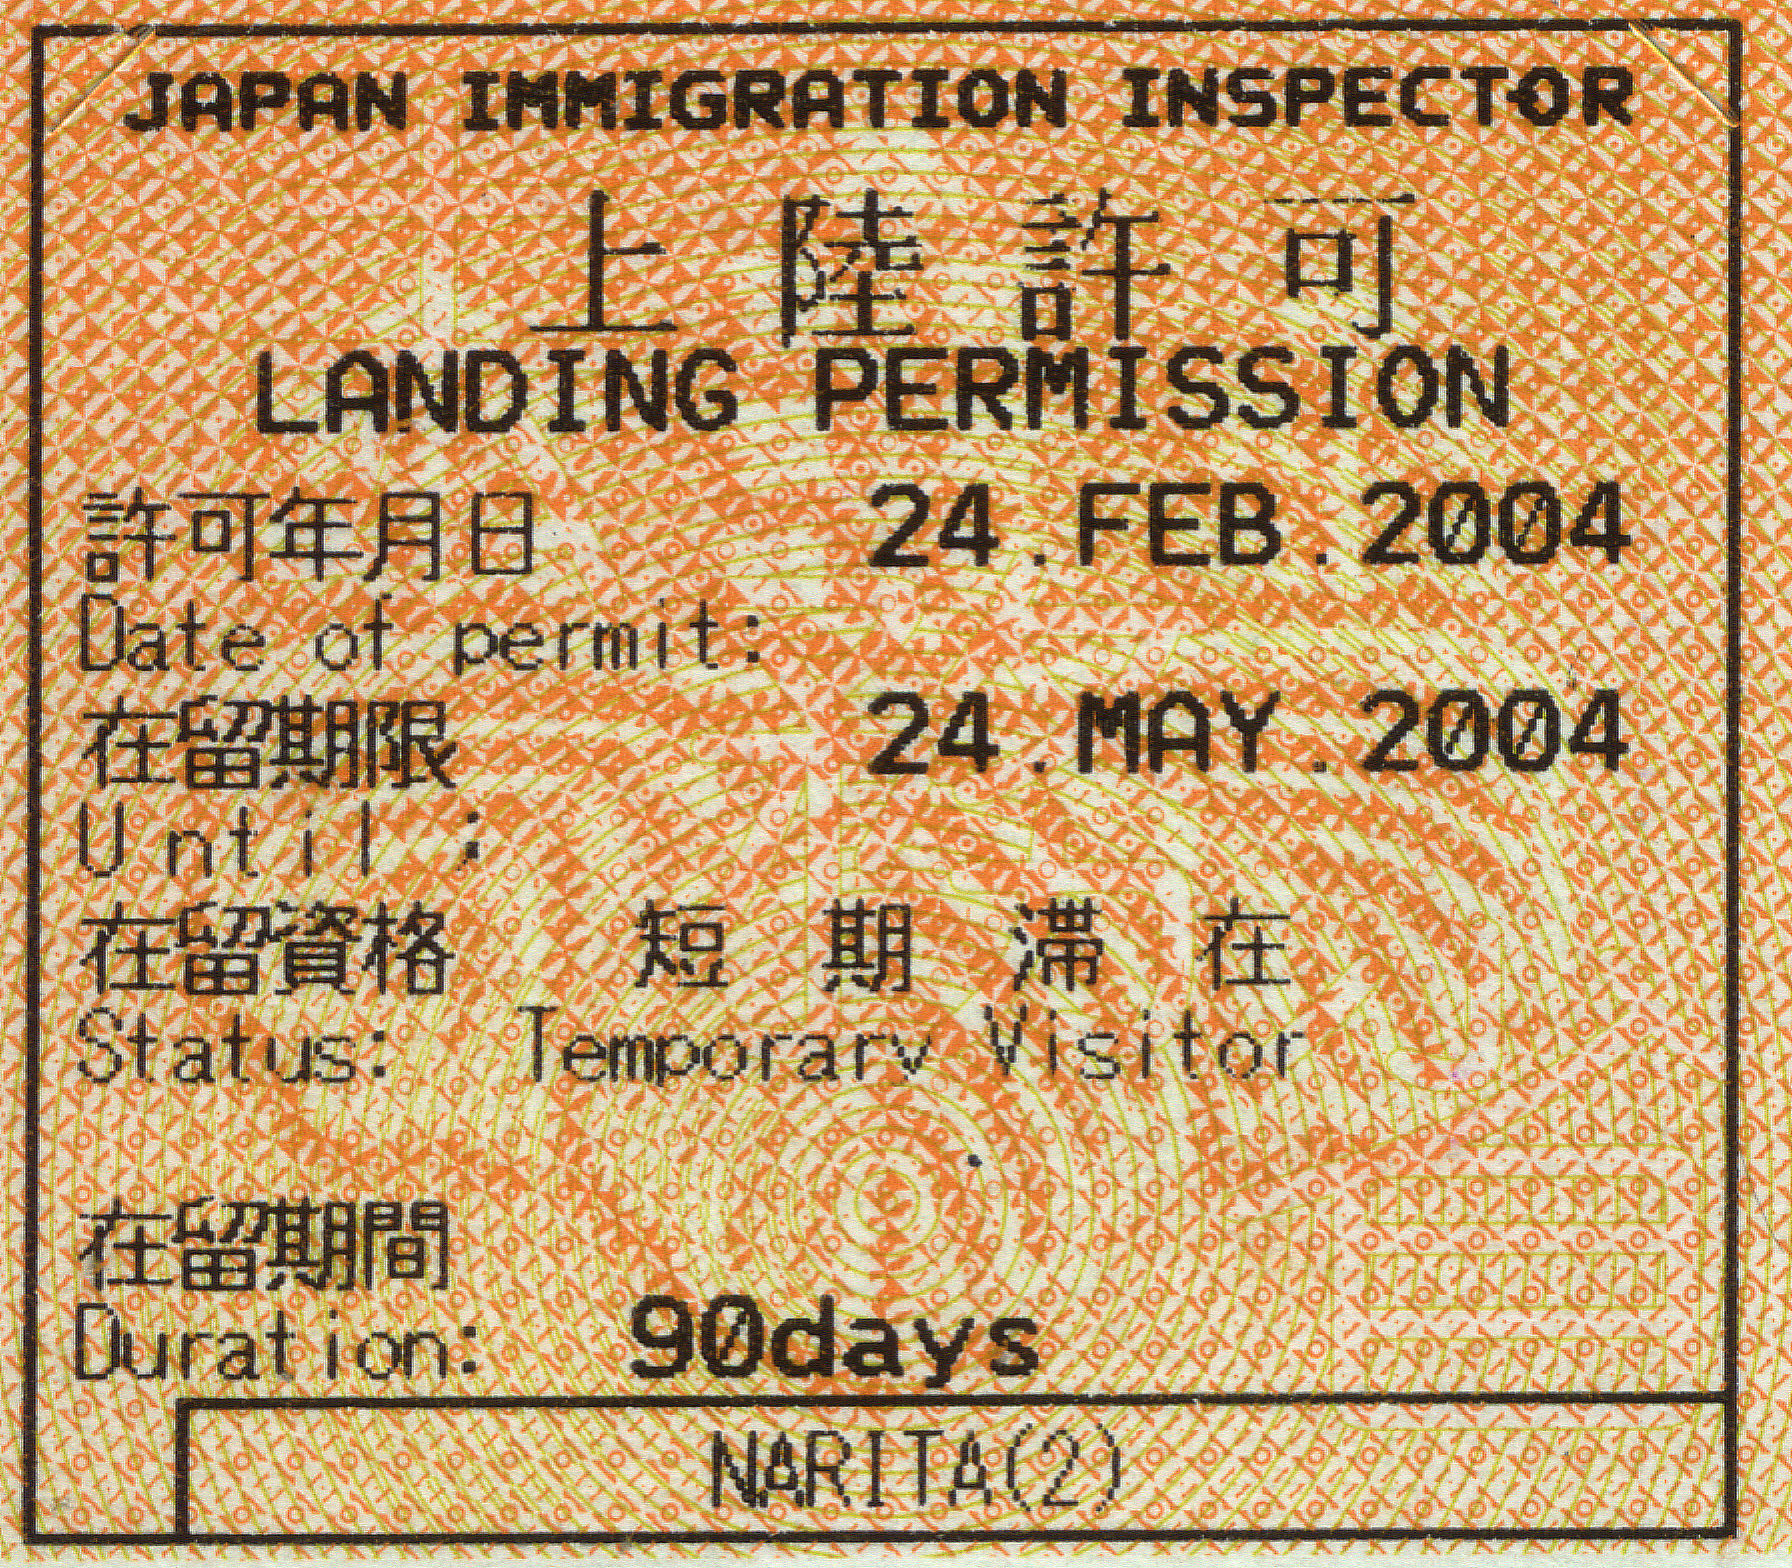 JAPAN IMMIGRATION INSPECTOR
上陸許可
LANDING PERMISSION
許可年月日 24.FEB.2004
Date of permit:
在留期限 24.MAY.2004
Until ;
在留資格 短期滞在
Status: Temporary Visitor
在留期間
Duration: 90days
NARITA(2)